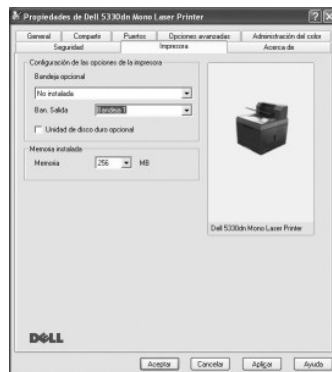 Propiedades de Dell 5330dn Mono Laser Printer
General Compartir Puertos Opciones avanzadas Administración del color
Seguridad Impresora Acerca de
Configuración de las opciones de la impresora
Bandeja opcional
No instalada
Ban. Salida Bandeja 1
Unidad de disco duro opcional
Memoria instalada
Memoria 256 MB
Dell 5330dn Mono Laser Printer
DELL
Aceptar Cancelar Aplicar Ayuda